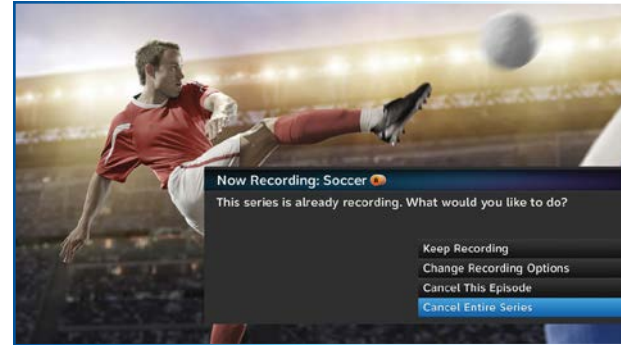 Now Recording: Soccer
This series is already recording. What would you like to do?
Keep Recording
Change Recording Options
Cancel This Episode
Cancel Entire Series